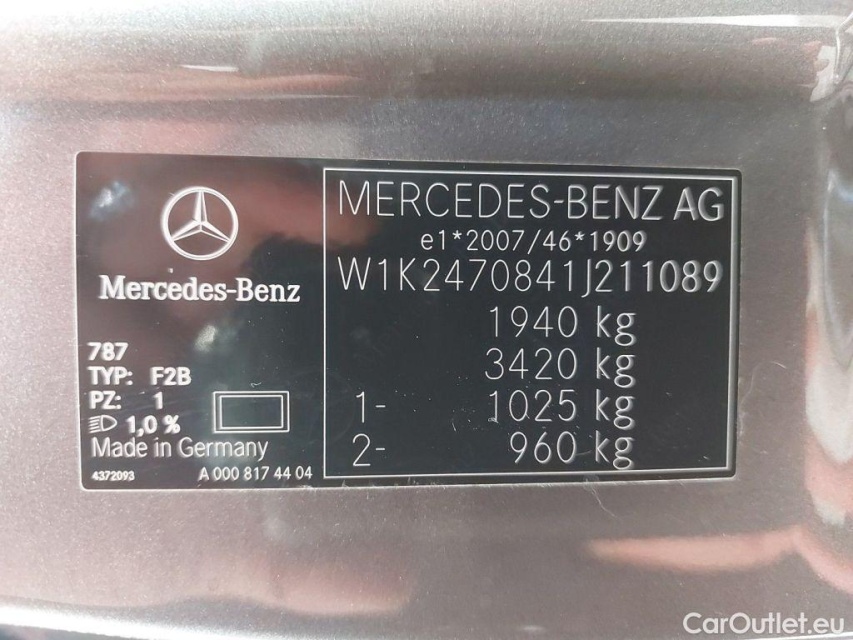 Mercedes-Benz
787
TYP: F2B
PZ: 1
1,0 %
Made in Germany
4372093 A 000 817 44 04
MERCEDES-BENZ AG
e1*2007/46*1909
W1K2470841J211089
1940 kg
3420 kg
1- 1025 kg
2- 960 kg
CarOutlet.eu